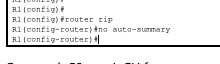 R1(config)#
R1(config)#router rip
R1(config-router)#no auto-summary
R1(config-router)#